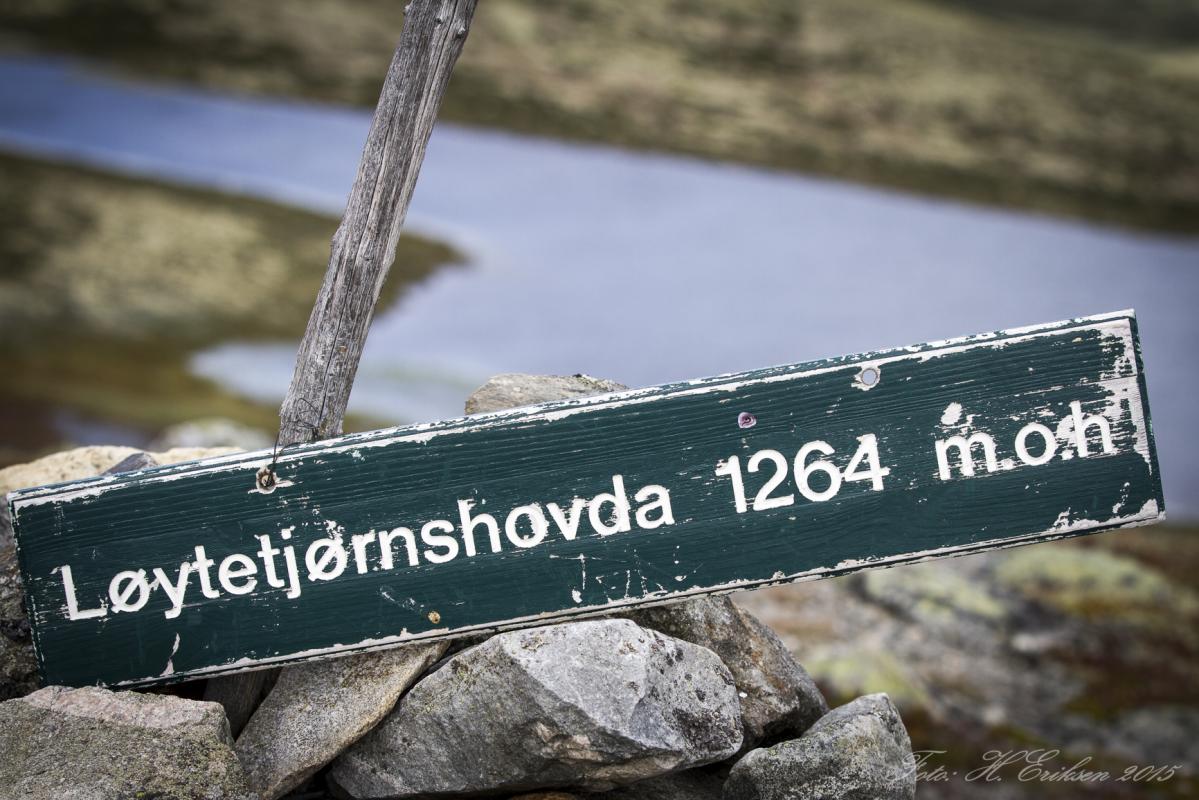 Løytetjørnshovda 1264 m.o.h
Foto: H. Eriksen 2015